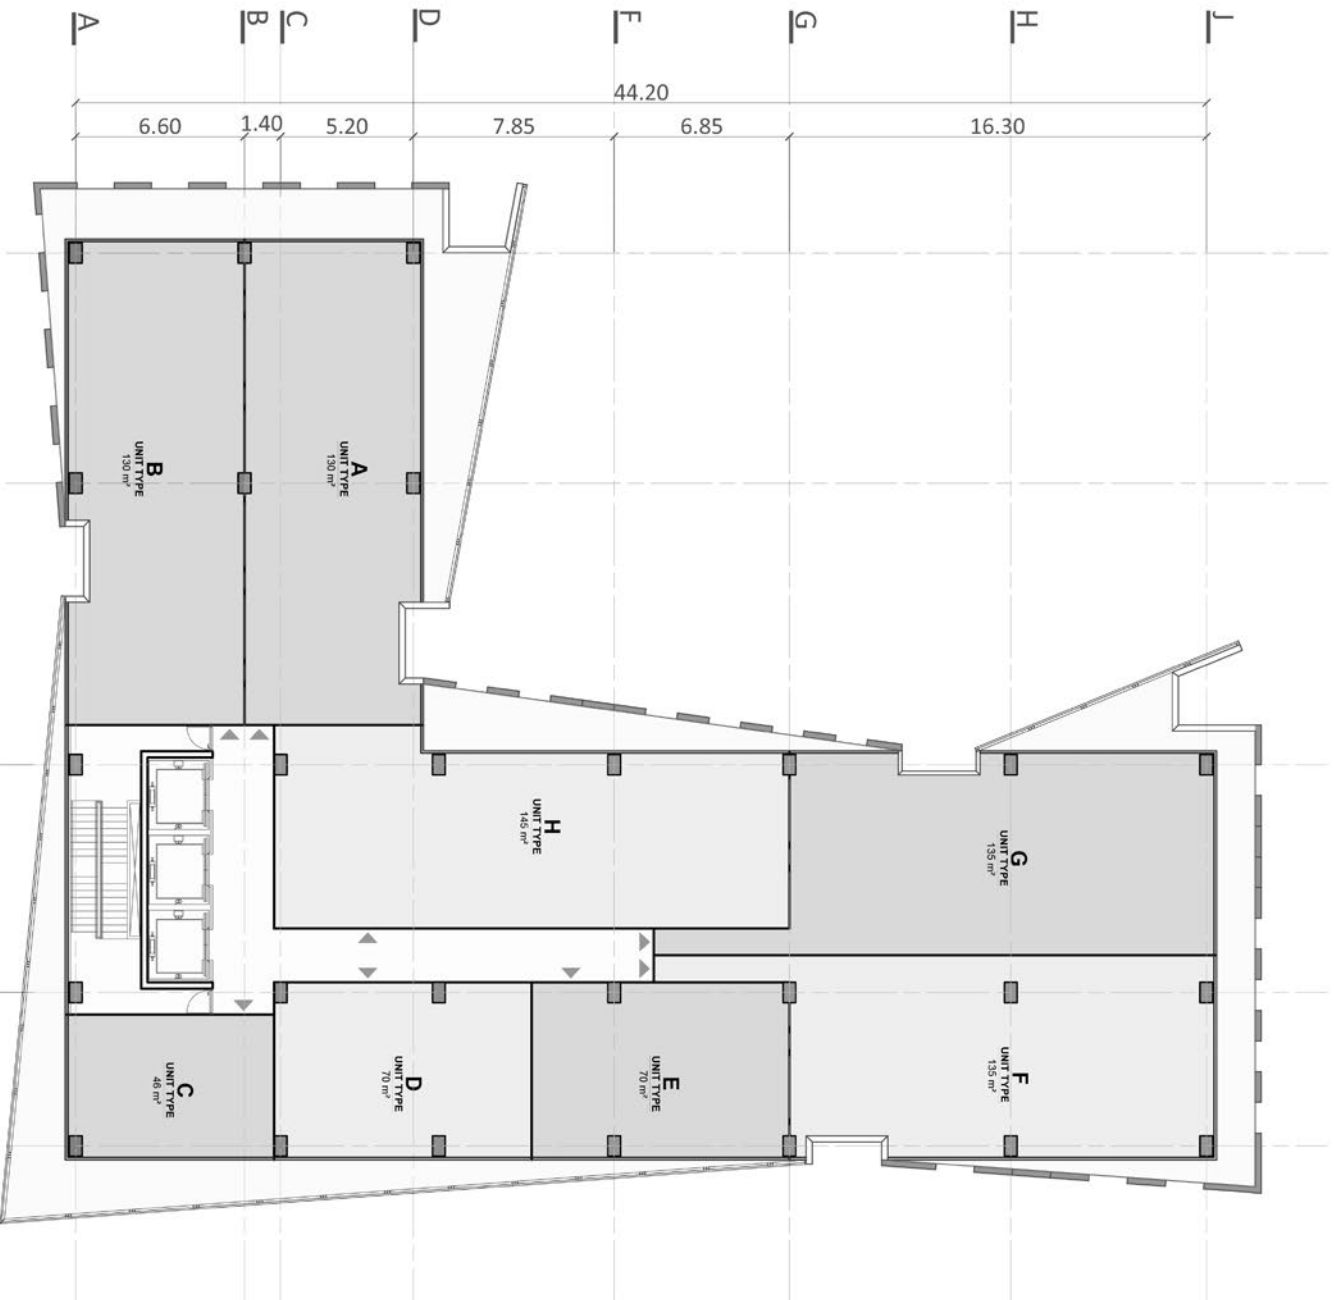 A
B
C
D
F
G
H
J
44.20
6.60
1.40
5.20
7.85
6.85
16.30
B
UNIT TYPE
130 m²
A
UNIT TYPE
130 m²
H
UNIT TYPE
145 m²
G
UNIT TYPE
135 m²
C
UNIT TYPE
46 m²
D
UNIT TYPE
70 m²
E
UNIT TYPE
70 m²
F
UNIT TYPE
135 m²